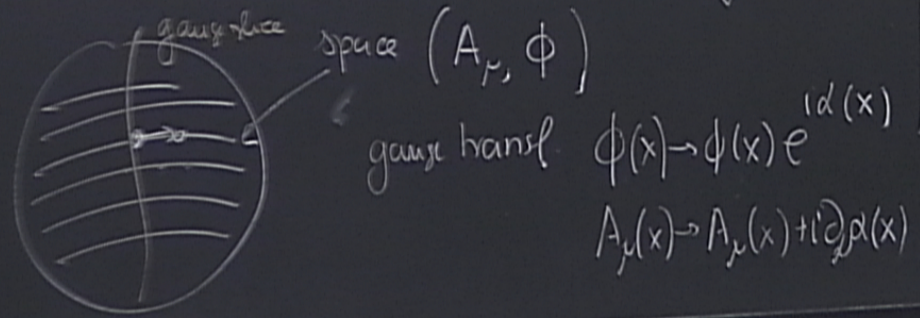 gauge slice
space (A_μ, ϕ)
gauge transf. ϕ(x)→ϕ(x)e^{iα(x)}
A_μ(x)→A_μ(x)+i∂_μα(x)